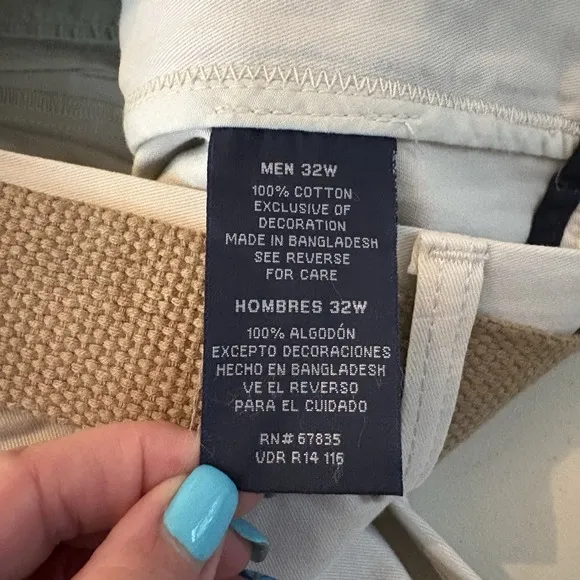 MEN 32W
100% COTTON
EXCLUSIVE OF
DECORATION
MADE IN BANGLADESH
SEE REVERSE
FOR CARE
HOMBRES 32W
100% ALGODÓN
EXCEPTO DECORACIONES
HECHO EN BANGLADESH
VE EL REVERSO
PARA EL CUIDADO
RN# 67835
VDR R14 116